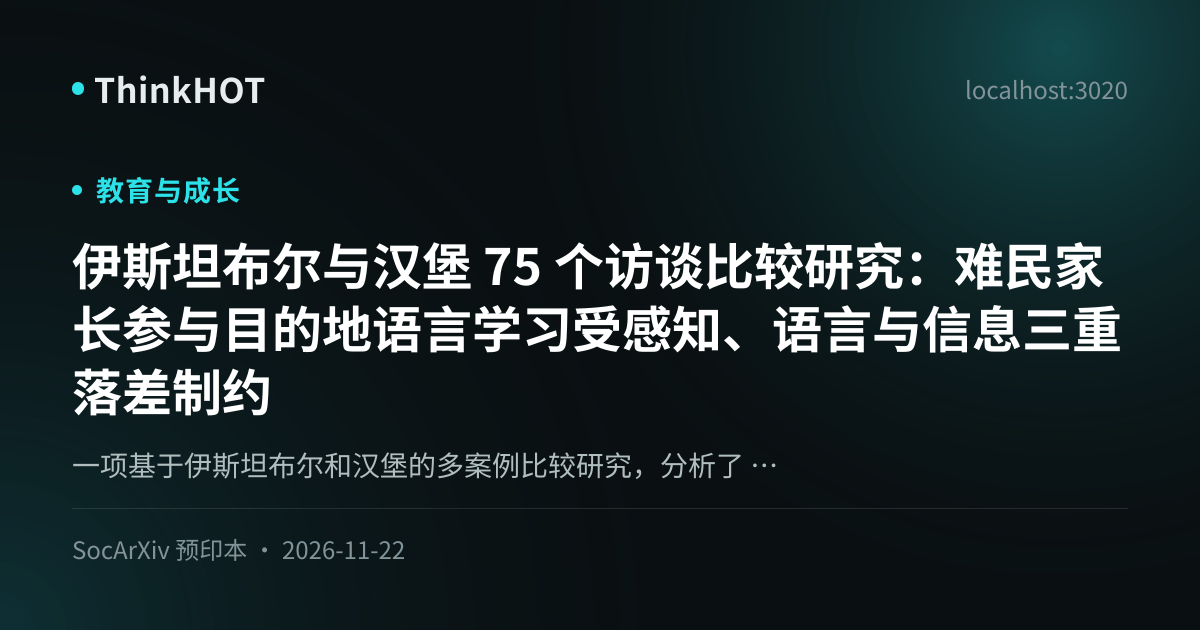 ThinkHOT
localhost:3020
教育与成长
伊斯坦布尔与汉堡 75 个访谈比较研究：难民家
长参与目的地语言学习受感知、语言与信息三重
落差制约
一项基于伊斯坦布尔和汉堡的多案例比较研究，分析了 …
SocArXiv 预印本 · 2026-11-22